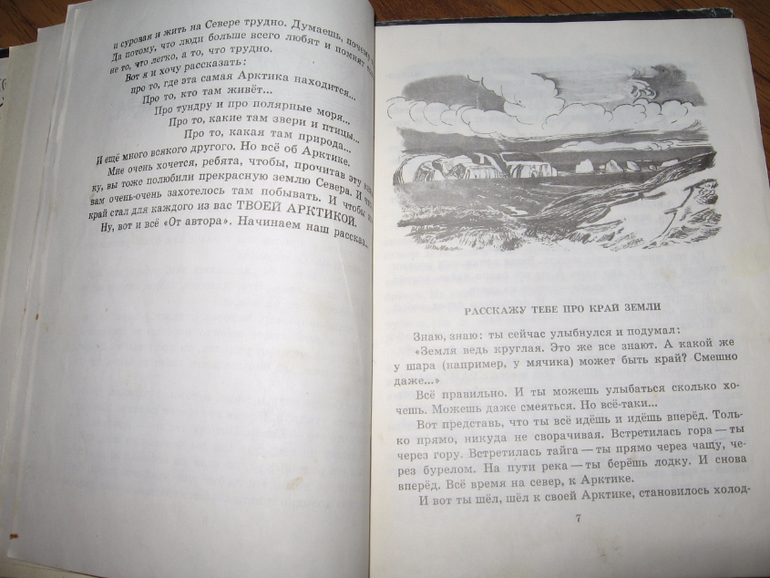 и суровая и жить на Севере трудно. Думаешь, почему
Да потому, что люди больше всего любят и помнят
не то, что легко, а то, что трудно.
Вот я и хочу рассказать:
про то, где эта самая Арктика находится...
Про то, кто там живёт...
Про тундру и про полярные моря...
Про то, какие там звери и птицы...
Про то, какая там природа...
И ещё много всякого другого. Но всё об Арктике.
Мне очень хочется, ребята, чтобы, прочитав эту
ку, вы тоже полюбили прекрасную землю Севера. И
вам очень-очень захотелось там побывать. И чтобы
край стал для каждого из вас ТВОЕЙ АРКТИКОЙ.
Ну, вот и всё «От автора». Начинаем наш рассказ...
РАССКАЖУ ТЕБЕ ПРО КРАЙ ЗЕМЛИ
Знаю, знаю: ты сейчас улыбнулся и подумал:
«Земля ведь круглая. Это же все знают. А какой же
у шара (например, у мячика) может быть край? Смешно
даже...»
Всё правильно. И ты можешь улыбаться сколько хо-
чешь. Можешь даже смеяться. Но всё-таки...
Вот представь, что ты всё идёшь и идёшь вперёд. Толь-
ко прямо, никуда не сворачивая. Встретилась гора — ты
через гору. Встретилась тайга — ты прямо через чащу, че-
рез бурелом. На пути река — ты берёшь лодку. И снова
вперёд. Всё время на север, к Арктике.
И вот ты шёл, шёл к своей Арктике, становилось холод-
7